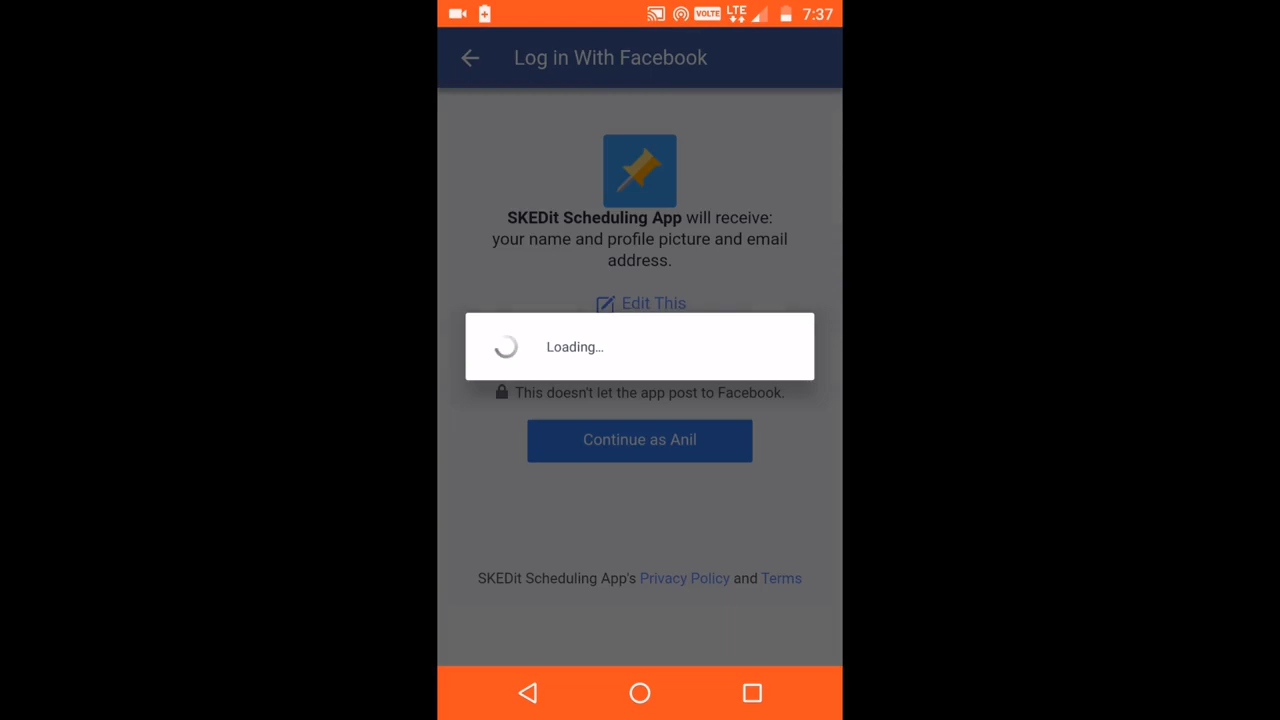 VOLTE LTE 7:37
Log in With Facebook
SKEDit Scheduling App will receive:
your name and profile picture and email
address.
Edit This
Loading...
This doesn't let the app post to Facebook.
Continue as Anil
SKEDit Scheduling App's Privacy Policy and Terms